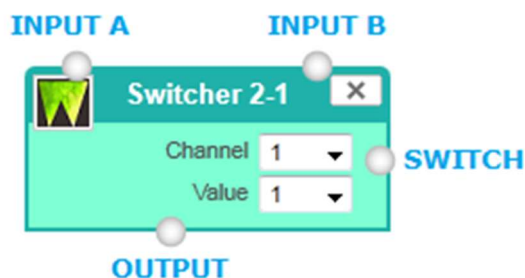 INPUT A INPUT B
Switcher 2-1 ×
Channel 1
SWITCH
Value 1
OUTPUT